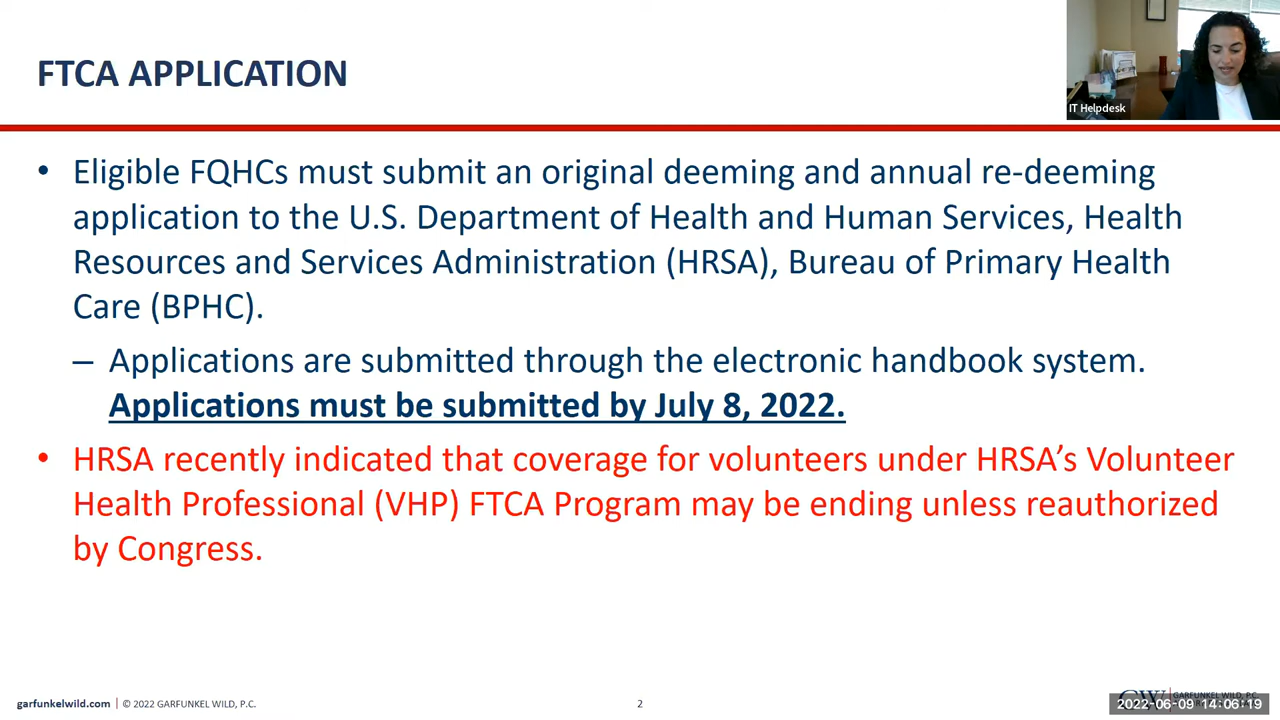 FTCA APPLICATION
IT Helpdesk
• Eligible FQHCs must submit an original deeming and annual re-deeming
application to the U.S. Department of Health and Human Services, Health
Resources and Services Administration (HRSA), Bureau of Primary Health
Care (BPHC).
– Applications are submitted through the electronic handbook system.
Applications must be submitted by July 8, 2022.
• HRSA recently indicated that coverage for volunteers under HRSA’s Volunteer
Health Professional (VHP) FTCA Program may be ending unless reauthorized
by Congress.
garfunkelwild.com | © 2022 GARFUNKEL WILD, P.C.
2
GARFUNKEL WILD, P.C.
2022-06-09 14:06:19